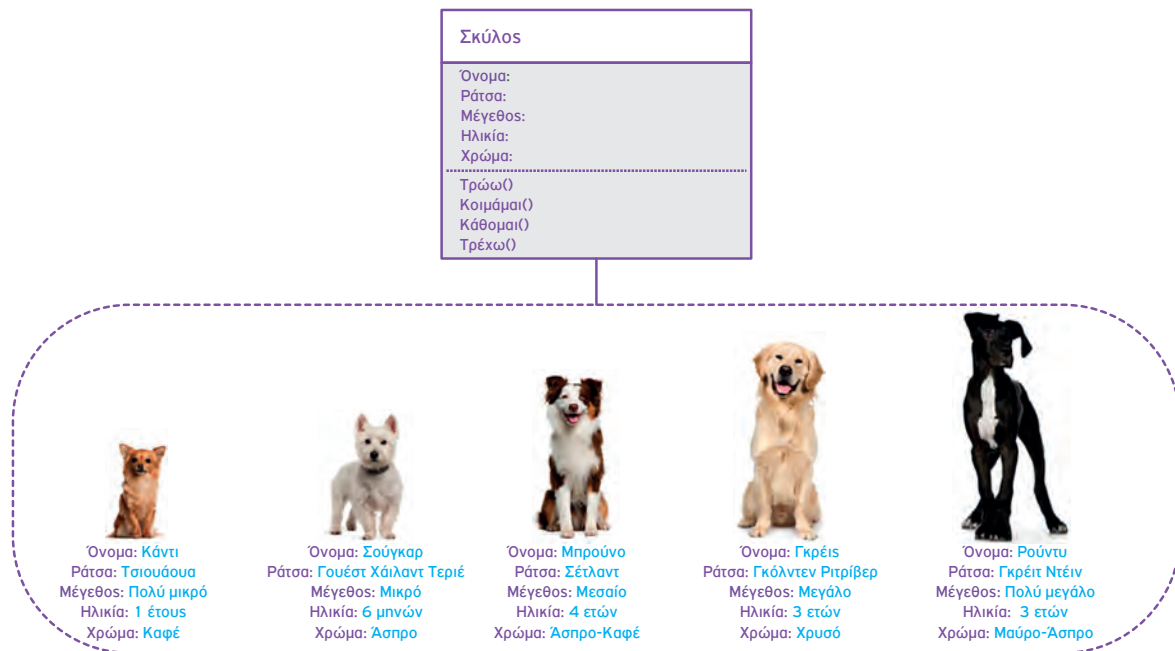 Σκύλος
Όνομα:
Ράτσα:
Μέγεθος:
Ηλικία:
Χρώμα:
Τρώω()
Κοιμάμαι()
Κάθομαι()
Τρέχω()
Όνομα: Κάντι
Ράτσα: Τσιουάουα
Μέγεθος: Πολύ μικρό
Ηλικία: 1 έτους
Χρώμα: Καφέ
Όνομα: Σούγκαρ
Ράτσα: Γουέστ Χάιλαντ Τεριέ
Μέγεθος: Μικρό
Ηλικία: 6 μηνών
Χρώμα: Άσπρο
Όνομα: Μπρούνο
Ράτσα: Σέτλαντ
Μέγεθος: Μεσαίο
Ηλικία: 4 ετών
Χρώμα: Άσπρο-Καφέ
Όνομα: Γκρέις
Ράτσα: Γκόλντεν Ριτρίβερ
Μέγεθος: Μεγάλο
Ηλικία: 3 ετών
Χρώμα: Χρυσό
Όνομα: Ρούντυ
Ράτσα: Γκρέιτ Ντέιν
Μέγεθος: Πολύ μεγάλο
Ηλικία: 3 ετών
Χρώμα: Μαύρο-Άσπρο